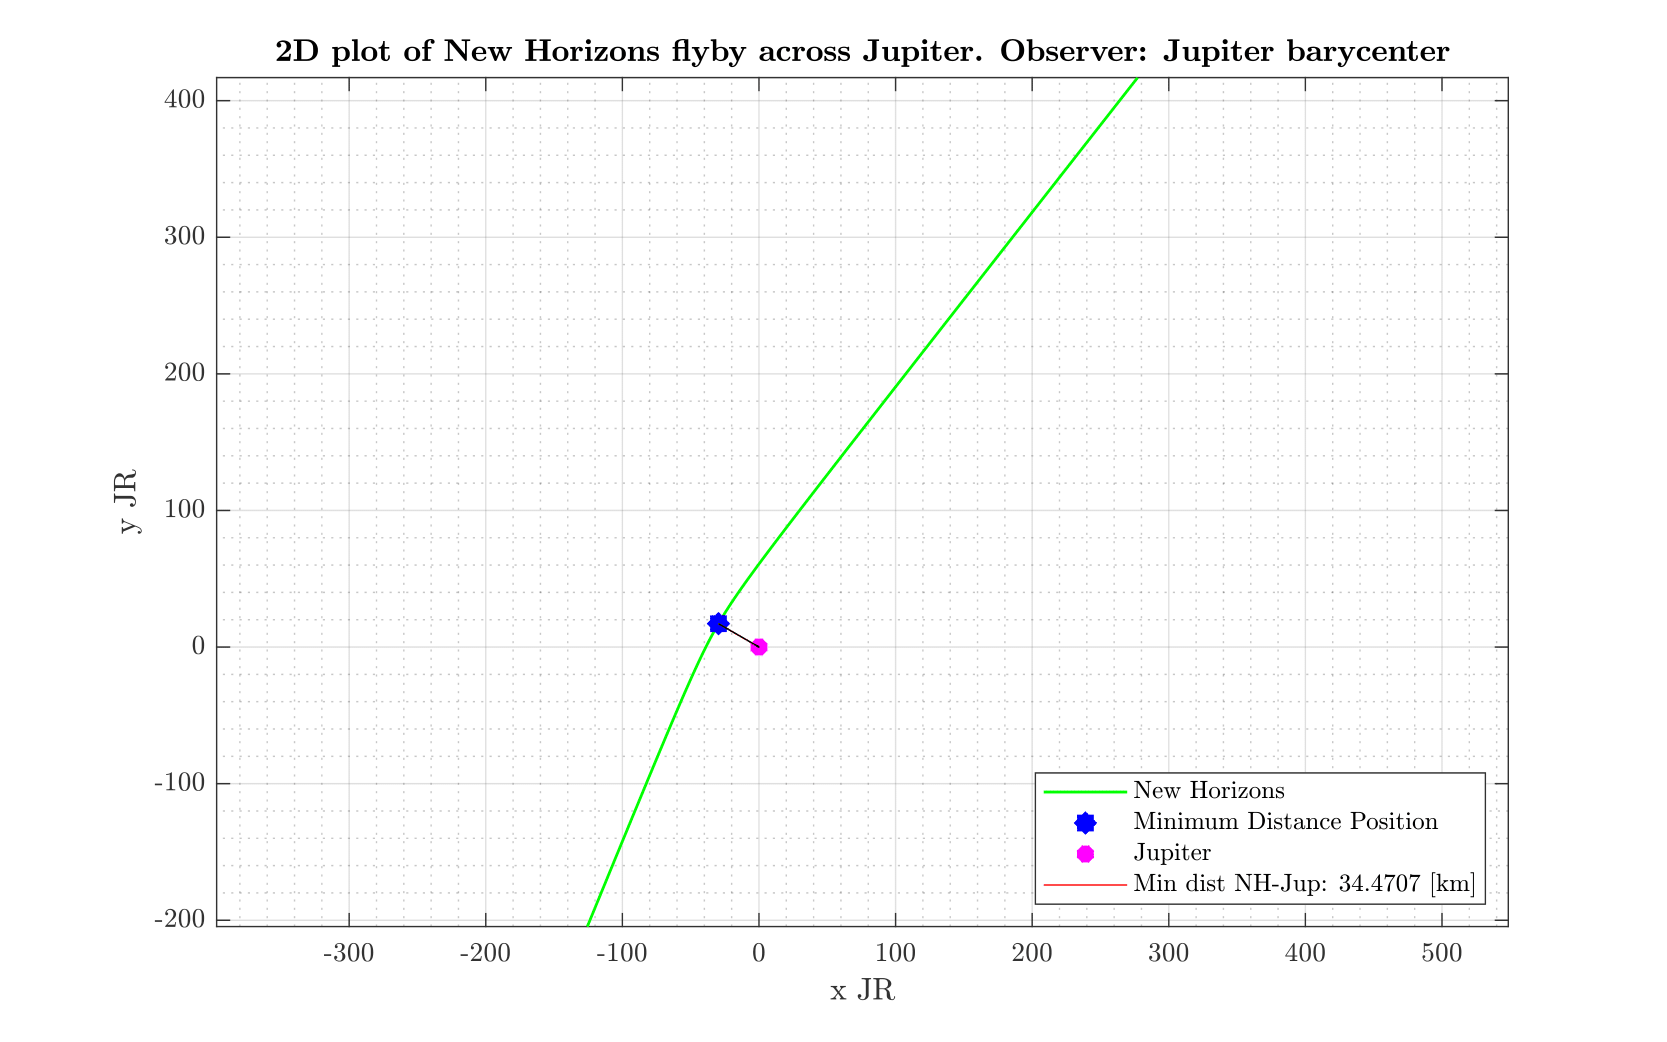 2D plot of New Horizons flyby across Jupiter. Observer: Jupiter barycenter
400
300
200
100
0
-100
-200
y JR
-300
-200
-100
0
100
200
300
400
500
x JR
New Horizons
Minimum Distance Position
Jupiter
Min dist NH-Jup: 34.4707 [km]